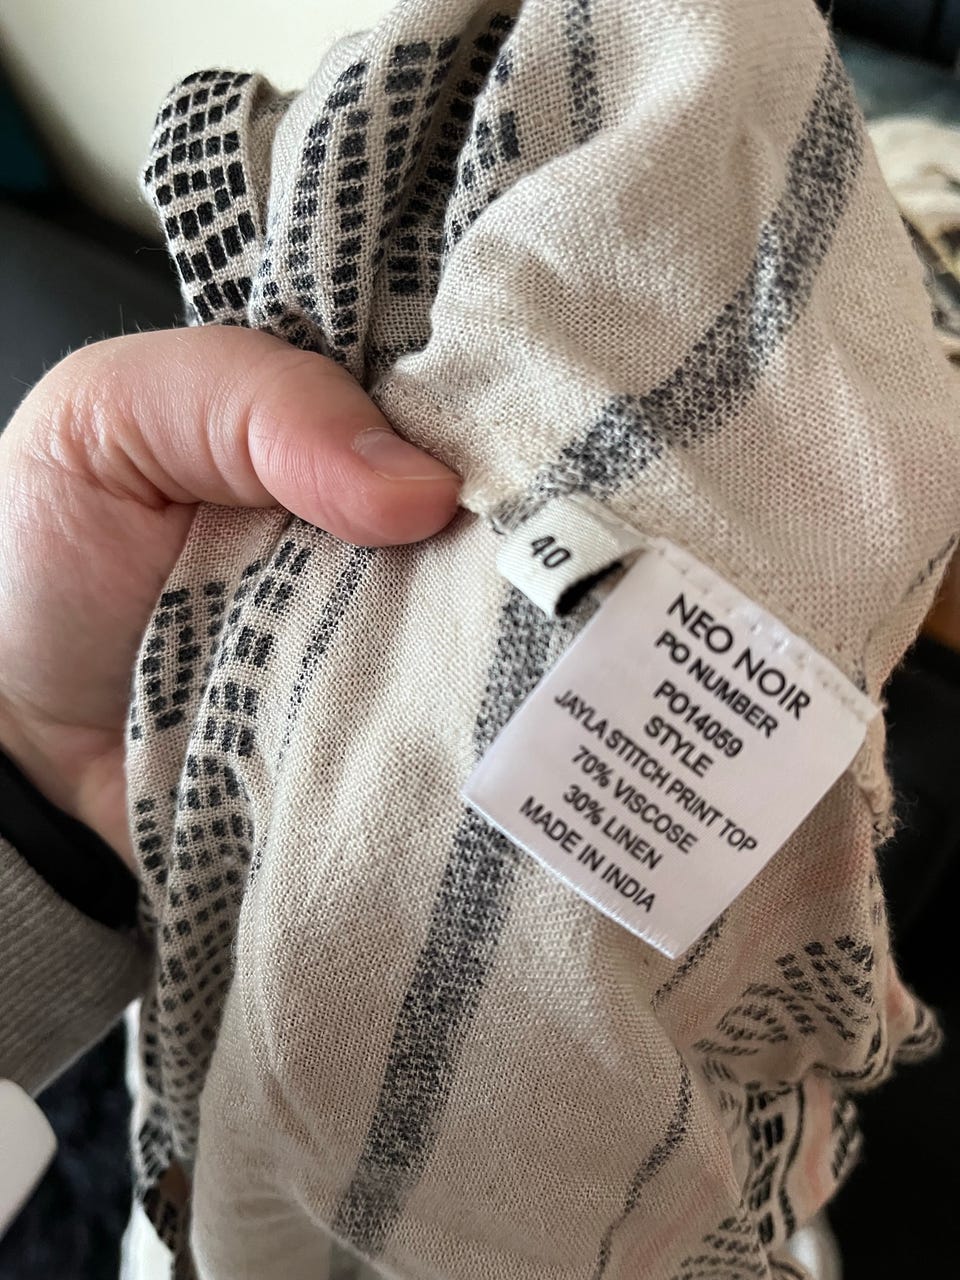 40
NEO NOIR
PO NUMBER
PO14059
STYLE
JAYLA STITCH PRINT TOP
70% VISCOSE
30% LINEN
MADE IN INDIA